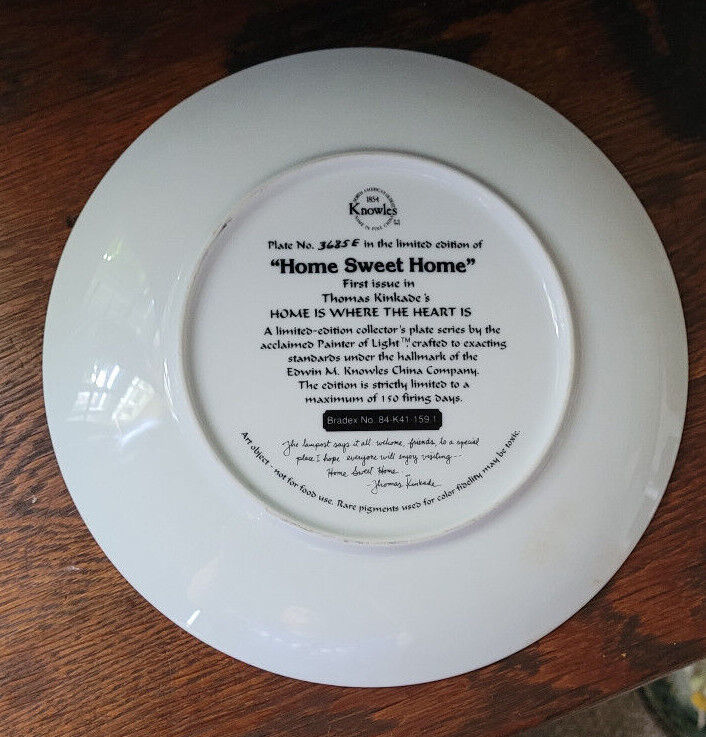 1854
Knowles
Plate No. 3685E in the limited edition of
"Home Sweet Home"
First issue in
Thomas Kinkade's
HOME IS WHERE THE HEART IS
A limited-edition collector's plate series by the
acclaimed Painter of Light™ crafted to exacting
standards under the hallmark of the
Edwin M. Knowles China Company.
The edition is strictly limited to a
maximum of 150 firing days.
Bradex No. 84-K41-159.1
The lampost says it all: welcome, friends, to a special
place I hope everyone will enjoy visiting--
Home Sweet Home.
-Thomas Kinkade
Art object - not for food use. Rare pigments used for color fidelity may be toxic.